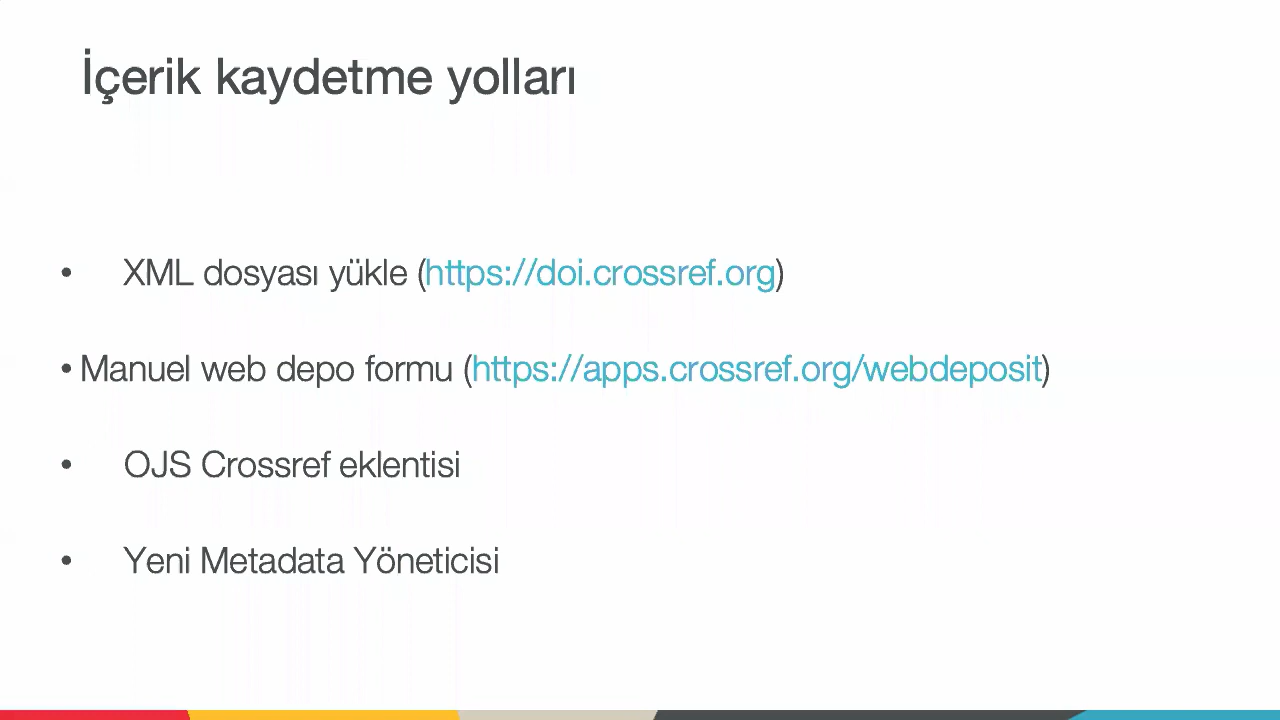 İçerik kaydetme yolları
• XML dosyası yükle (https://doi.crossref.org)
• Manuel web depo formu (https://apps.crossref.org/webdeposit)
• OJS Crossref eklentisi
• Yeni Metadata Yöneticisi